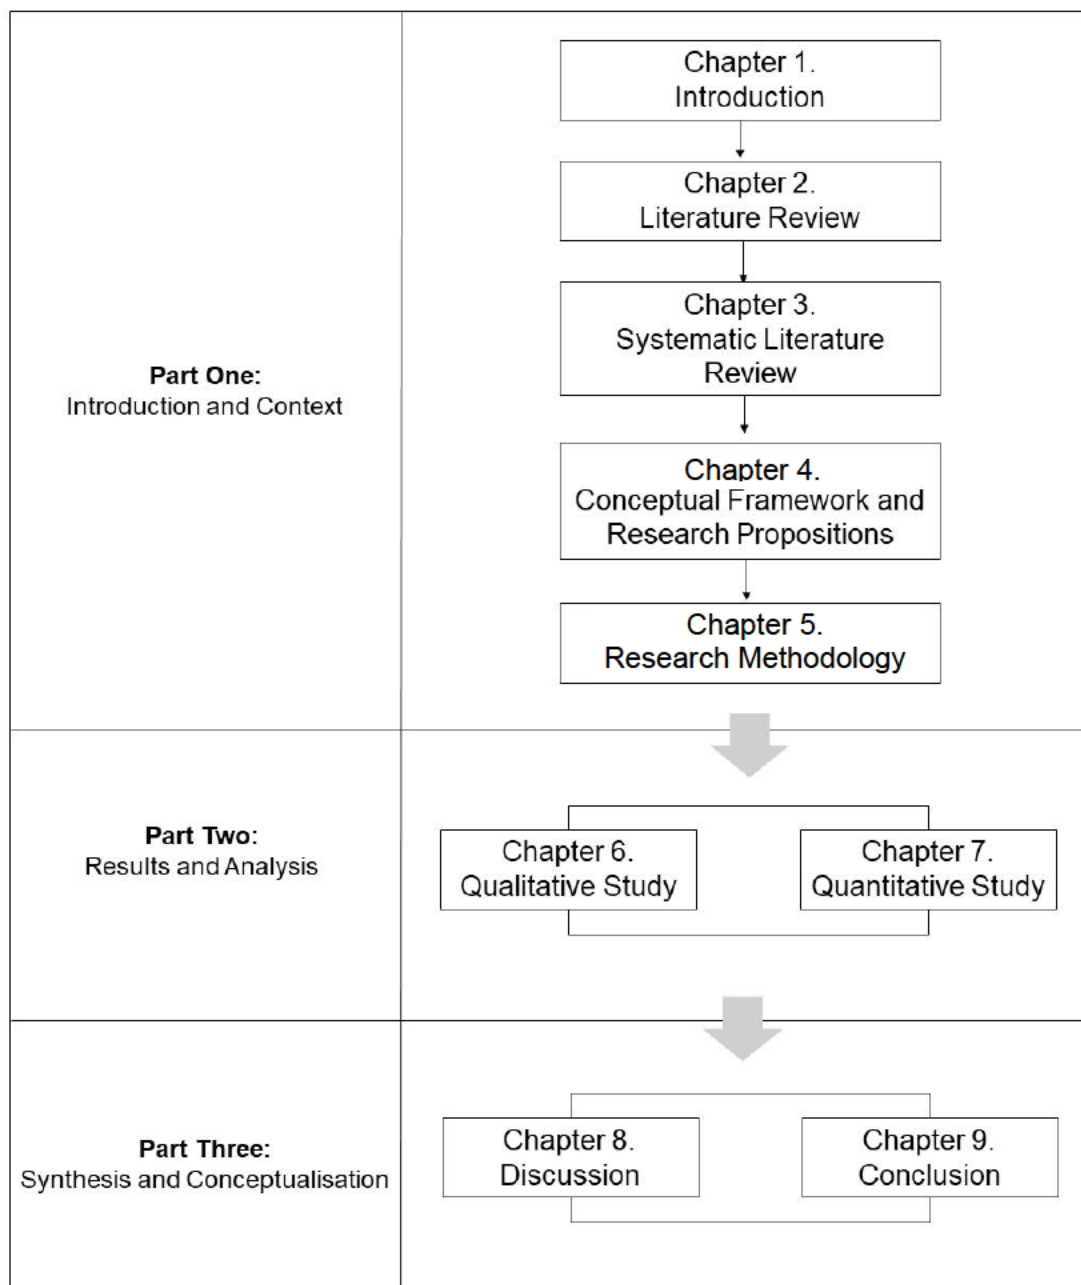 Part One:
Introduction and Context
Chapter 1.
Introduction
Chapter 2.
Literature Review
Chapter 3.
Systematic Literature
Review
Chapter 4.
Conceptual Framework and
Research Propositions
Chapter 5.
Research Methodology
Part Two:
Results and Analysis
Chapter 6.
Qualitative Study
Chapter 7.
Quantitative Study
Part Three:
Synthesis and Conceptualisation
Chapter 8.
Discussion
Chapter 9.
Conclusion